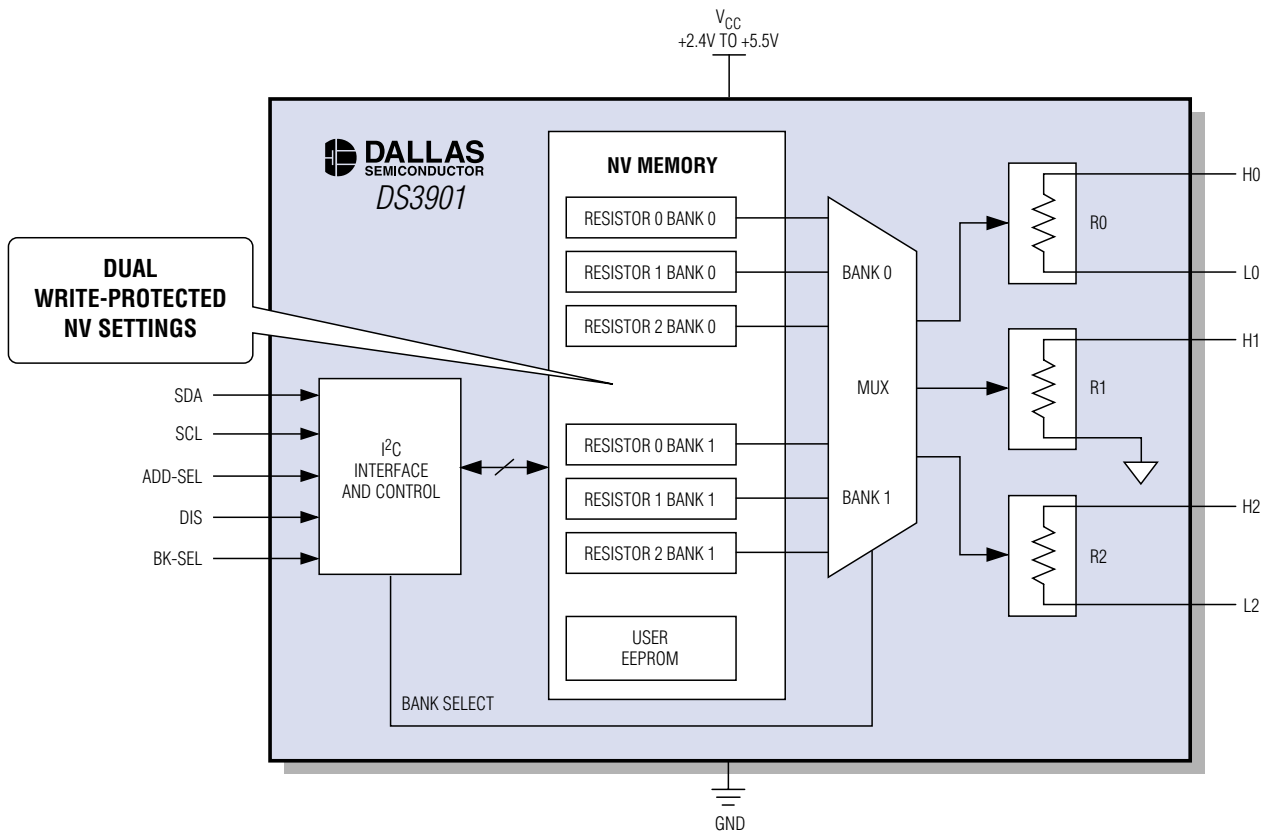 VCC
+2.4V TO +5.5V
DALLAS
SEMICONDUCTOR
DS3901
DUAL
WRITE-PROTECTED
NV SETTINGS
SDA
SCL
ADD-SEL
DIS
BK-SEL
I2C
INTERFACE
AND CONTROL
BANK SELECT
NV MEMORY
RESISTOR 0 BANK 0
RESISTOR 1 BANK 0
RESISTOR 2 BANK 0
RESISTOR 0 BANK 1
RESISTOR 1 BANK 1
RESISTOR 2 BANK 1
USER
EEPROM
BANK 0
MUX
BANK 1
R0
H0
L0
R1
H1
R2
H2
L2
GND